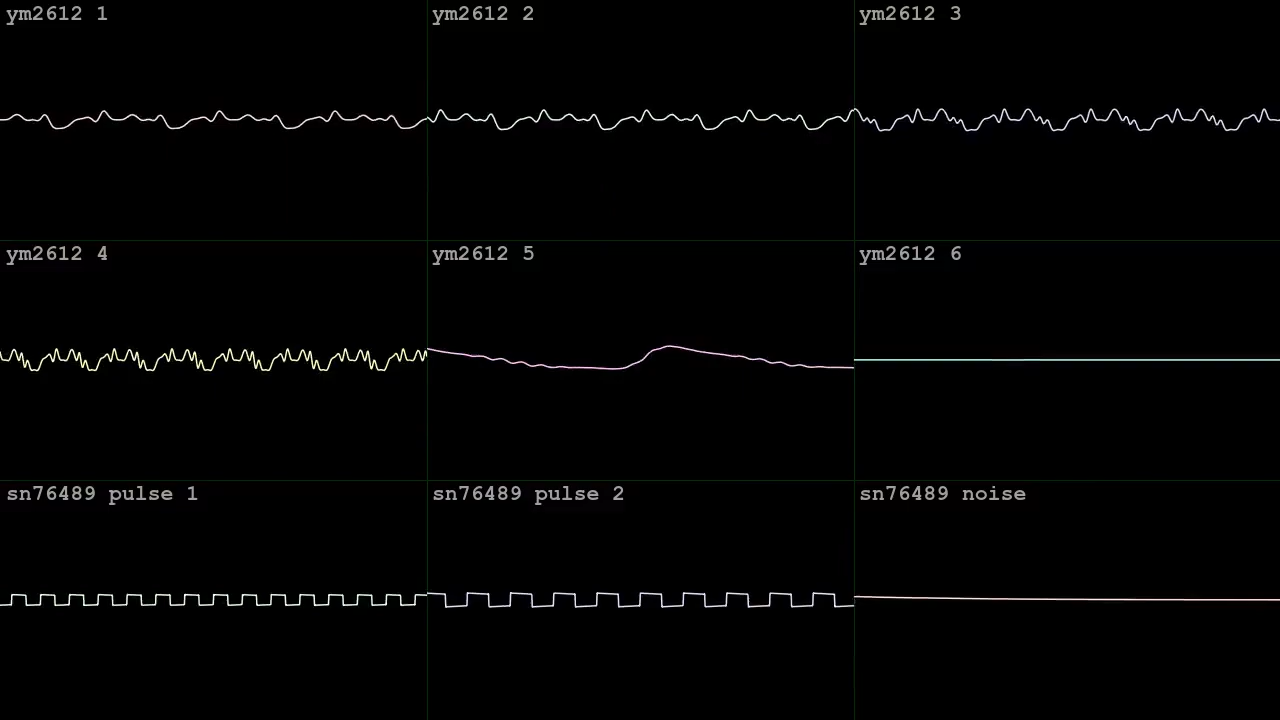 ym2612 1
ym2612 2
ym2612 3
ym2612 4
ym2612 5
ym2612 6
sn76489 pulse 1
sn76489 pulse 2
sn76489 noise